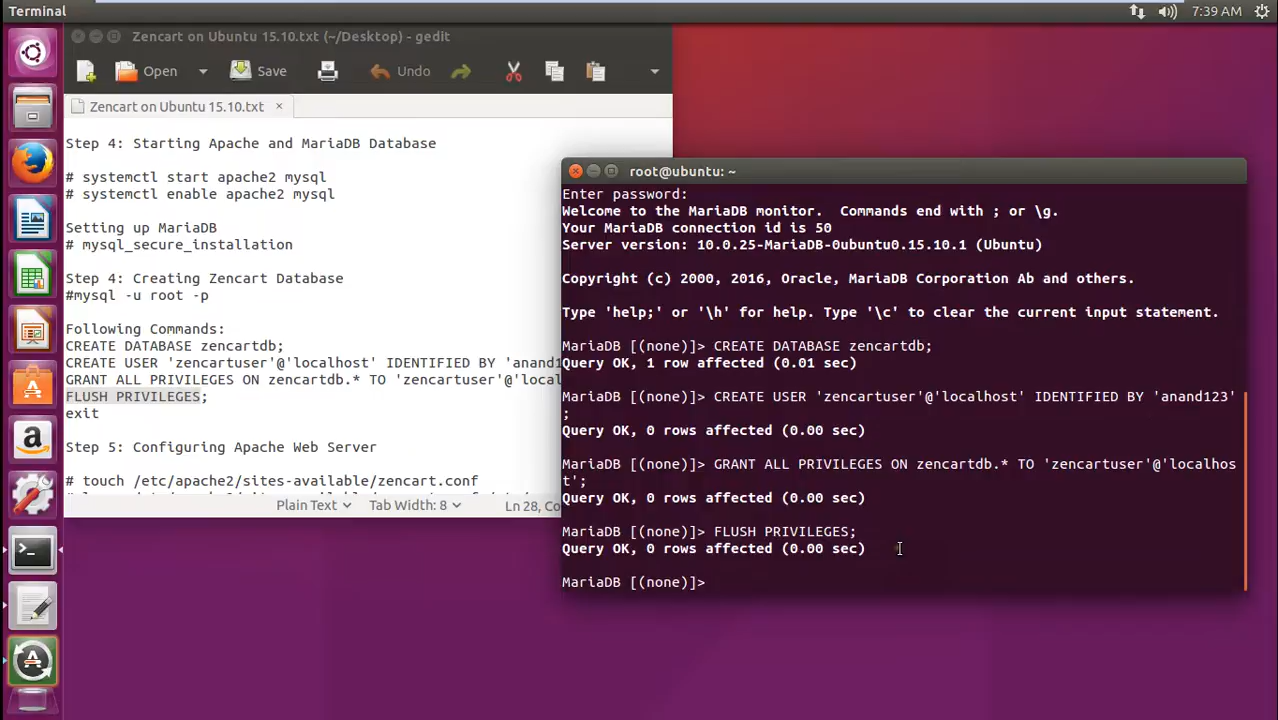 Terminal
7:39 AM
Zencart on Ubuntu 15.10.txt (~/Desktop) - gedit
Open
Save
Undo
Zencart on Ubuntu 15.10.txt ×
Step 4: Starting Apache and MariaDB Database
# systemctl start apache2 mysql
# systemctl enable apache2 mysql
Setting up MariaDB
# mysql_secure_installation
Step 4: Creating Zencart Database
#mysql -u root -p
Following Commands:
CREATE DATABASE zencartdb;
CREATE USER 'zencartuser'@'localhost' IDENTIFIED BY 'anand1
GRANT ALL PRIVILEGES ON zencartdb.* TO 'zencartuser'@'local
FLUSH PRIVILEGES;
exit
Step 5: Configuring Apache Web Server
# touch /etc/apache2/sites-available/zencart.conf
Plain Text
Tab Width: 8
Ln 28, Co
root@ubuntu: ~
Enter password:
Welcome to the MariaDB monitor.  Commands end with ; or \g.
Your MariaDB connection id is 50
Server version: 10.0.25-MariaDB-0ubuntu0.15.10.1 (Ubuntu)
Copyright (c) 2000, 2016, Oracle, MariaDB Corporation Ab and others.
Type 'help;' or '\h' for help. Type '\c' to clear the current input statement.
MariaDB [(none)]> CREATE DATABASE zencartdb;
Query OK, 1 row affected (0.01 sec)
MariaDB [(none)]> CREATE USER 'zencartuser'@'localhost' IDENTIFIED BY 'anand123'
;
Query OK, 0 rows affected (0.00 sec)
MariaDB [(none)]> GRANT ALL PRIVILEGES ON zencartdb.* TO 'zencartuser'@'localhos
t';
Query OK, 0 rows affected (0.00 sec)
MariaDB [(none)]> FLUSH PRIVILEGES;
Query OK, 0 rows affected (0.00 sec)
MariaDB [(none)]>